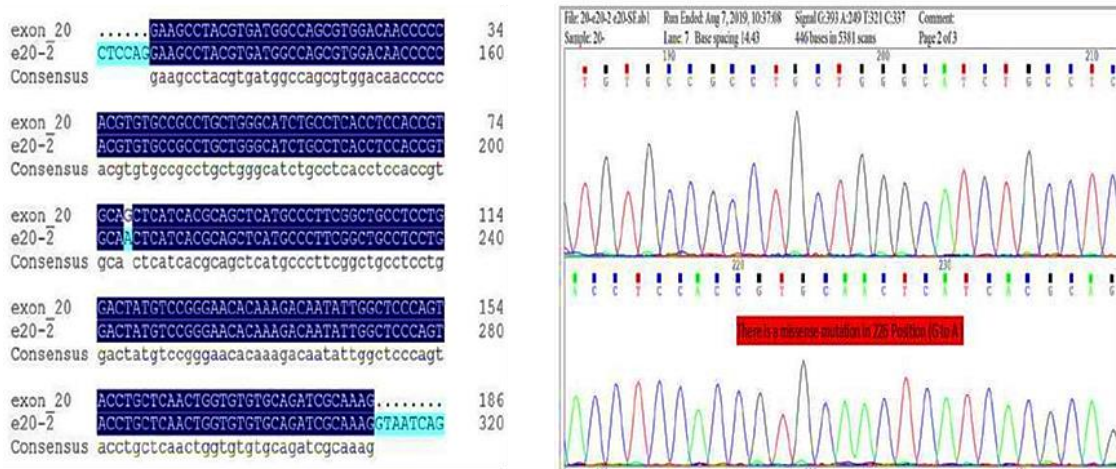 exon_20 ......GAAGCCTACGTGATGGCCAGCGTGGACAACCCCC 34
e20-2 CTCCAGGAAGCCTACGTGATGGCCAGCGTGGACAACCCCC 160
Consensus gaagcctacgtgatggccagcgtggacaaccccc
exon_20 ACGTGTGCCGCCTGCTGGGCATCTGCCTCACCTCCACCGT 74
e20-2 ACGTGTGCCGCCTGCTGGGCATCTGCCTCACCTCCACCGT 200
Consensus acgtgtgccgcctgctgggcatctgcctcacctccaccgt
exon_20 GCAGCTCATCACGCAGCTCATGCCCTTCGGCTGCCTCCTG 114
e20-2 GCAACTCATCACGCAGCTCATGCCCTTCGGCTGCCTCCTG 240
Consensus gca ctcatcacgcagctcatgcccttcggctgcctcctg
exon_20 GACTATGTCCGGGAACACAAAGACAATATTGGCTCCCAGT 154
e20-2 GACTATGTCCGGGAACACAAAGACAATATTGGCTCCCAGT 280
Consensus gactatgtccgggaacacaaagacaatattggctcccagt
exon_20 ACCTGCTCAACTGGTGTGTGCAGATCGCAAAG........ 186
e20-2 ACCTGCTCAACTGGTGTGTGCAGATCGCAAAGGTAATCAG 320
Consensus acctgctcaactggtgtgtgcagatcgcaaag
File: 20-e20-2 e20-SF.ab1 Run Ended: Aug 7, 2019, 10:37:08 Signal G:393 A:249 T:321 C:337 Comment:
Sample: 20- Lane: 7 Base spacing 14.43 446 bases in 5381 scans Page 2 of 3
190 200 210
T G T G C C G C C T G C T G G G C A T C T G C C T C
220 230
A C C T C C A C C G T G C A A C T C A T C A C G C A G
There is a missense mutation in 226 Position (G to A)